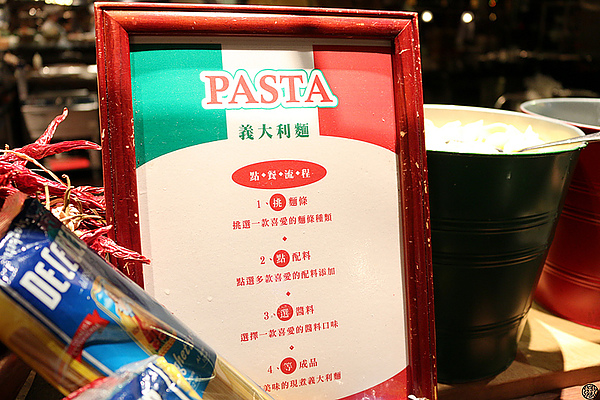 PASTA
義大利麵
點•餐•流•程
1、挑 麵條
挑選一款喜愛的麵條種類
2、點 配料
點選多款喜愛的配料添加
3、選 醬料
選擇一款喜愛的醬料口味
4、等 成品
美味的現煮義大利麵
DE CE